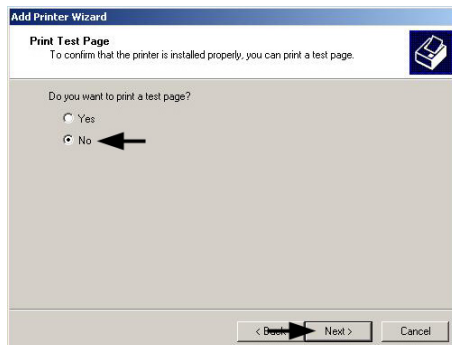 Add Printer Wizard
Print Test Page
To confirm that the printer is installed properly, you can print a test page.
Do you want to print a test page?
Yes
No
< Back Next > Cancel